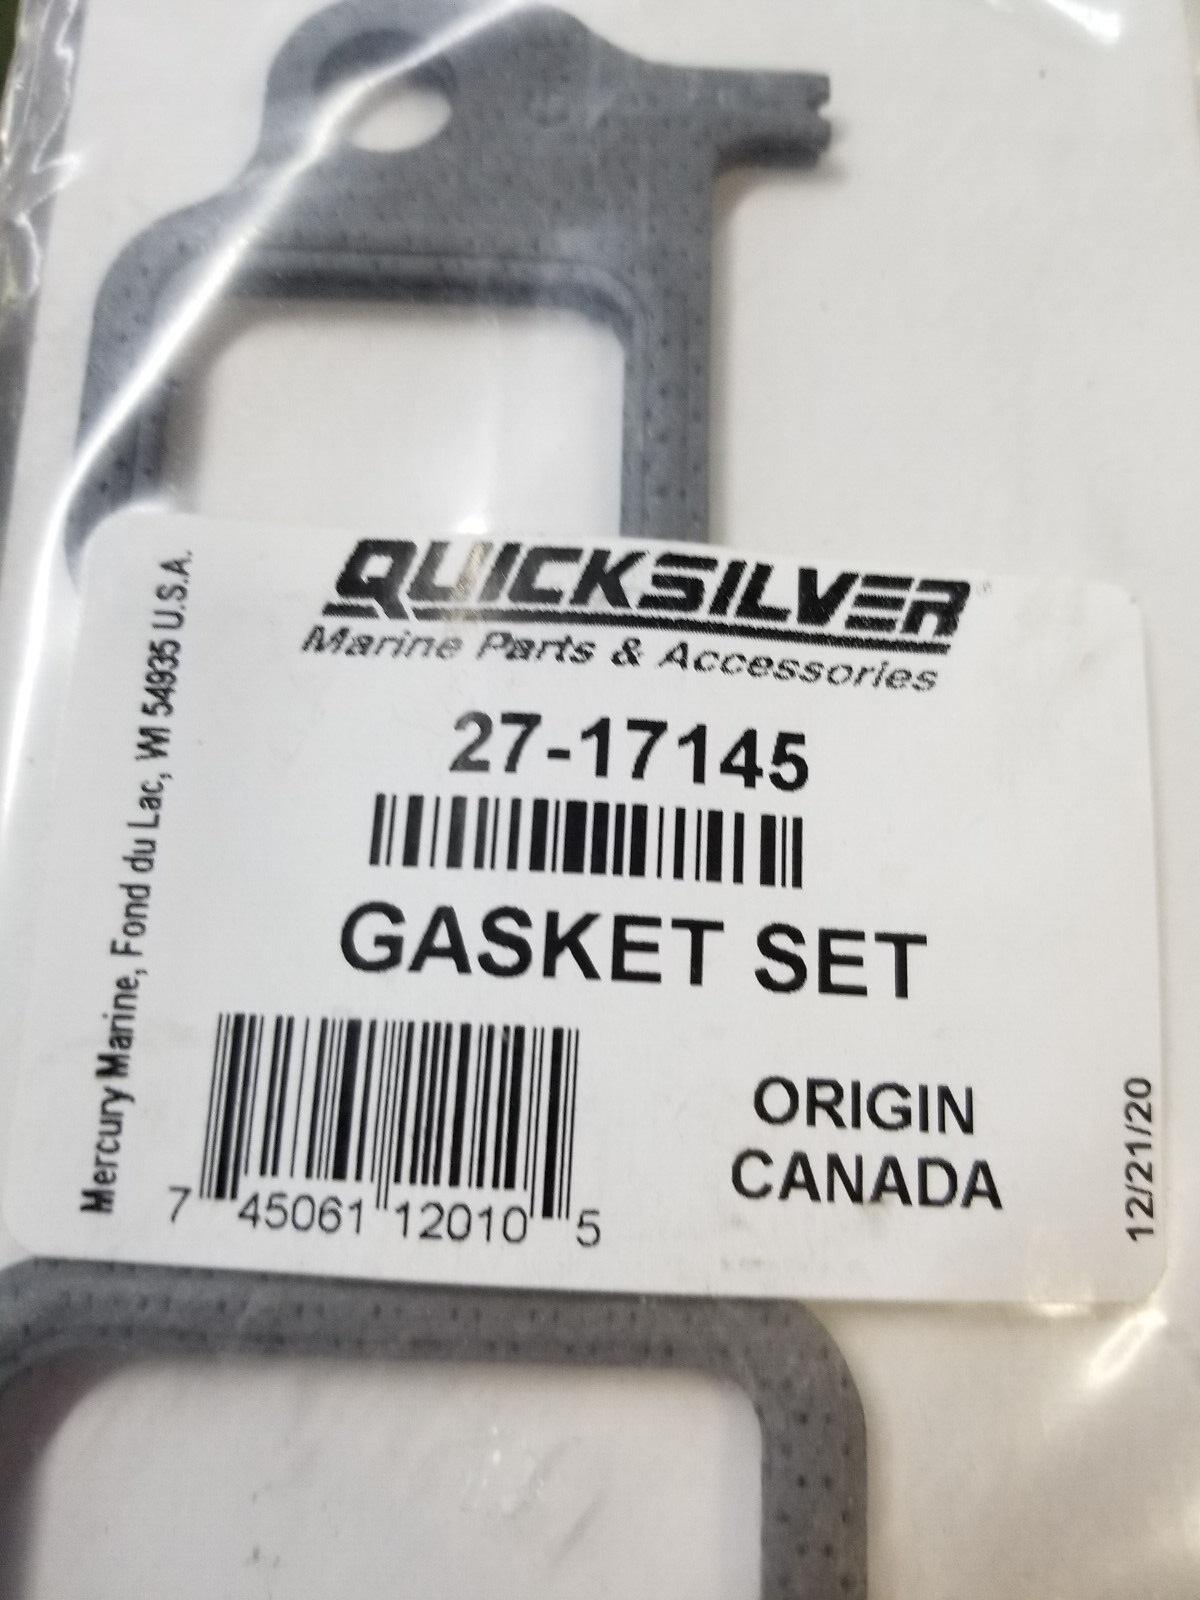 QUICKSILVER®
Marine Parts & Accessories
27-17145
GASKET SET
7 45061 12010 5
ORIGIN
CANADA
12/21/20
Mercury Marine, Fond du Lac, WI 54935 U.S.A.